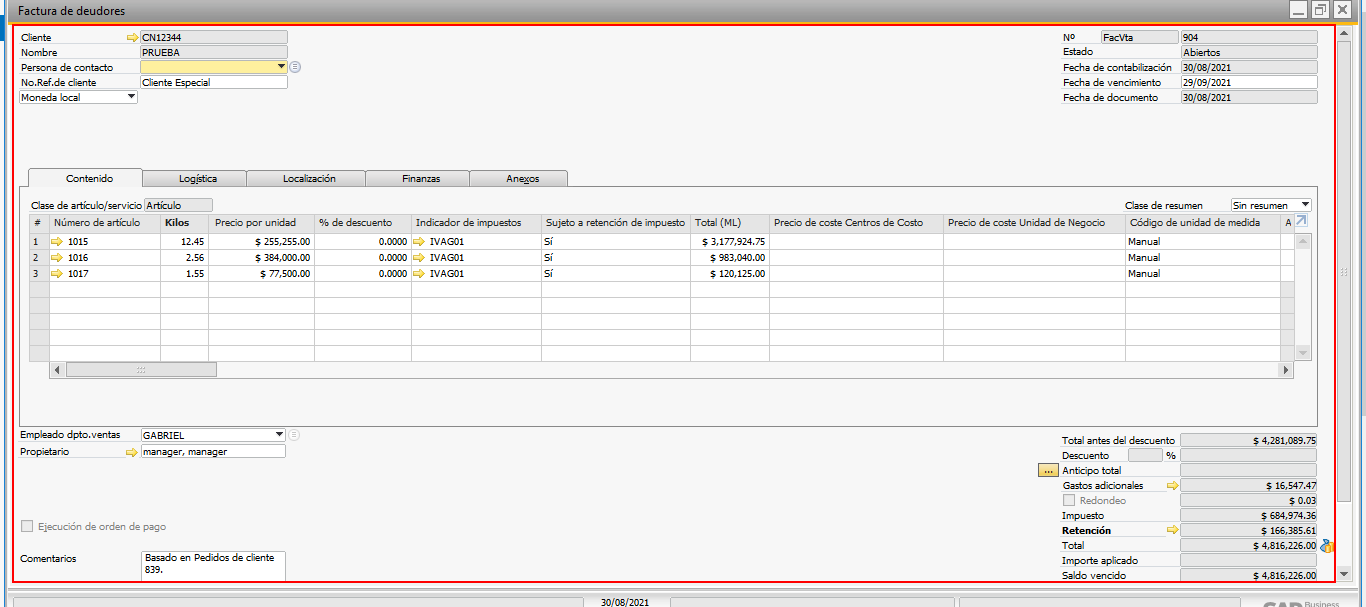 Factura de deudores
Cliente CN12344
Nombre PRUEBA
Persona de contacto
No.Ref.de cliente Cliente Especial
Moneda local
Nº FacVta 904
Estado Abiertos
Fecha de contabilización 30/08/2021
Fecha de vencimiento 29/09/2021
Fecha de documento 30/08/2021
Contenido Logística Localización Finanzas Anexos
Clase de artículo/servicio Artículo Clase de resumen Sin resumen
# Número de artículo Kilos Precio por unidad % de descuento Indicador de impuestos Sujeto a retención de impuesto Total (ML) Precio de coste Centros de Costo Precio de coste Unidad de Negocio Código de unidad de medida A
1 1015 12.45 $ 255,255.00 0.0000 IVAG01 Sí $ 3,177,924.75 Manual
2 1016 2.56 $ 384,000.00 0.0000 IVAG01 Sí $ 983,040.00 Manual
3 1017 1.55 $ 77,500.00 0.0000 IVAG01 Sí $ 120,125.00 Manual
Empleado dpto.ventas GABRIEL
Propietario manager, manager
Ejecución de orden de pago
Comentarios Basado en Pedidos de cliente
839.
Total antes del descuento $ 4,281,089.75
Descuento %
... Anticipo total
Gastos adicionales $ 16,547.47
Redondeo $ 0.03
Impuesto $ 684,974.36
Retención $ 166,385.61
Total $ 4,816,226.00
Importe aplicado
Saldo vencido $ 4,816,226.00
30/08/2021
Business